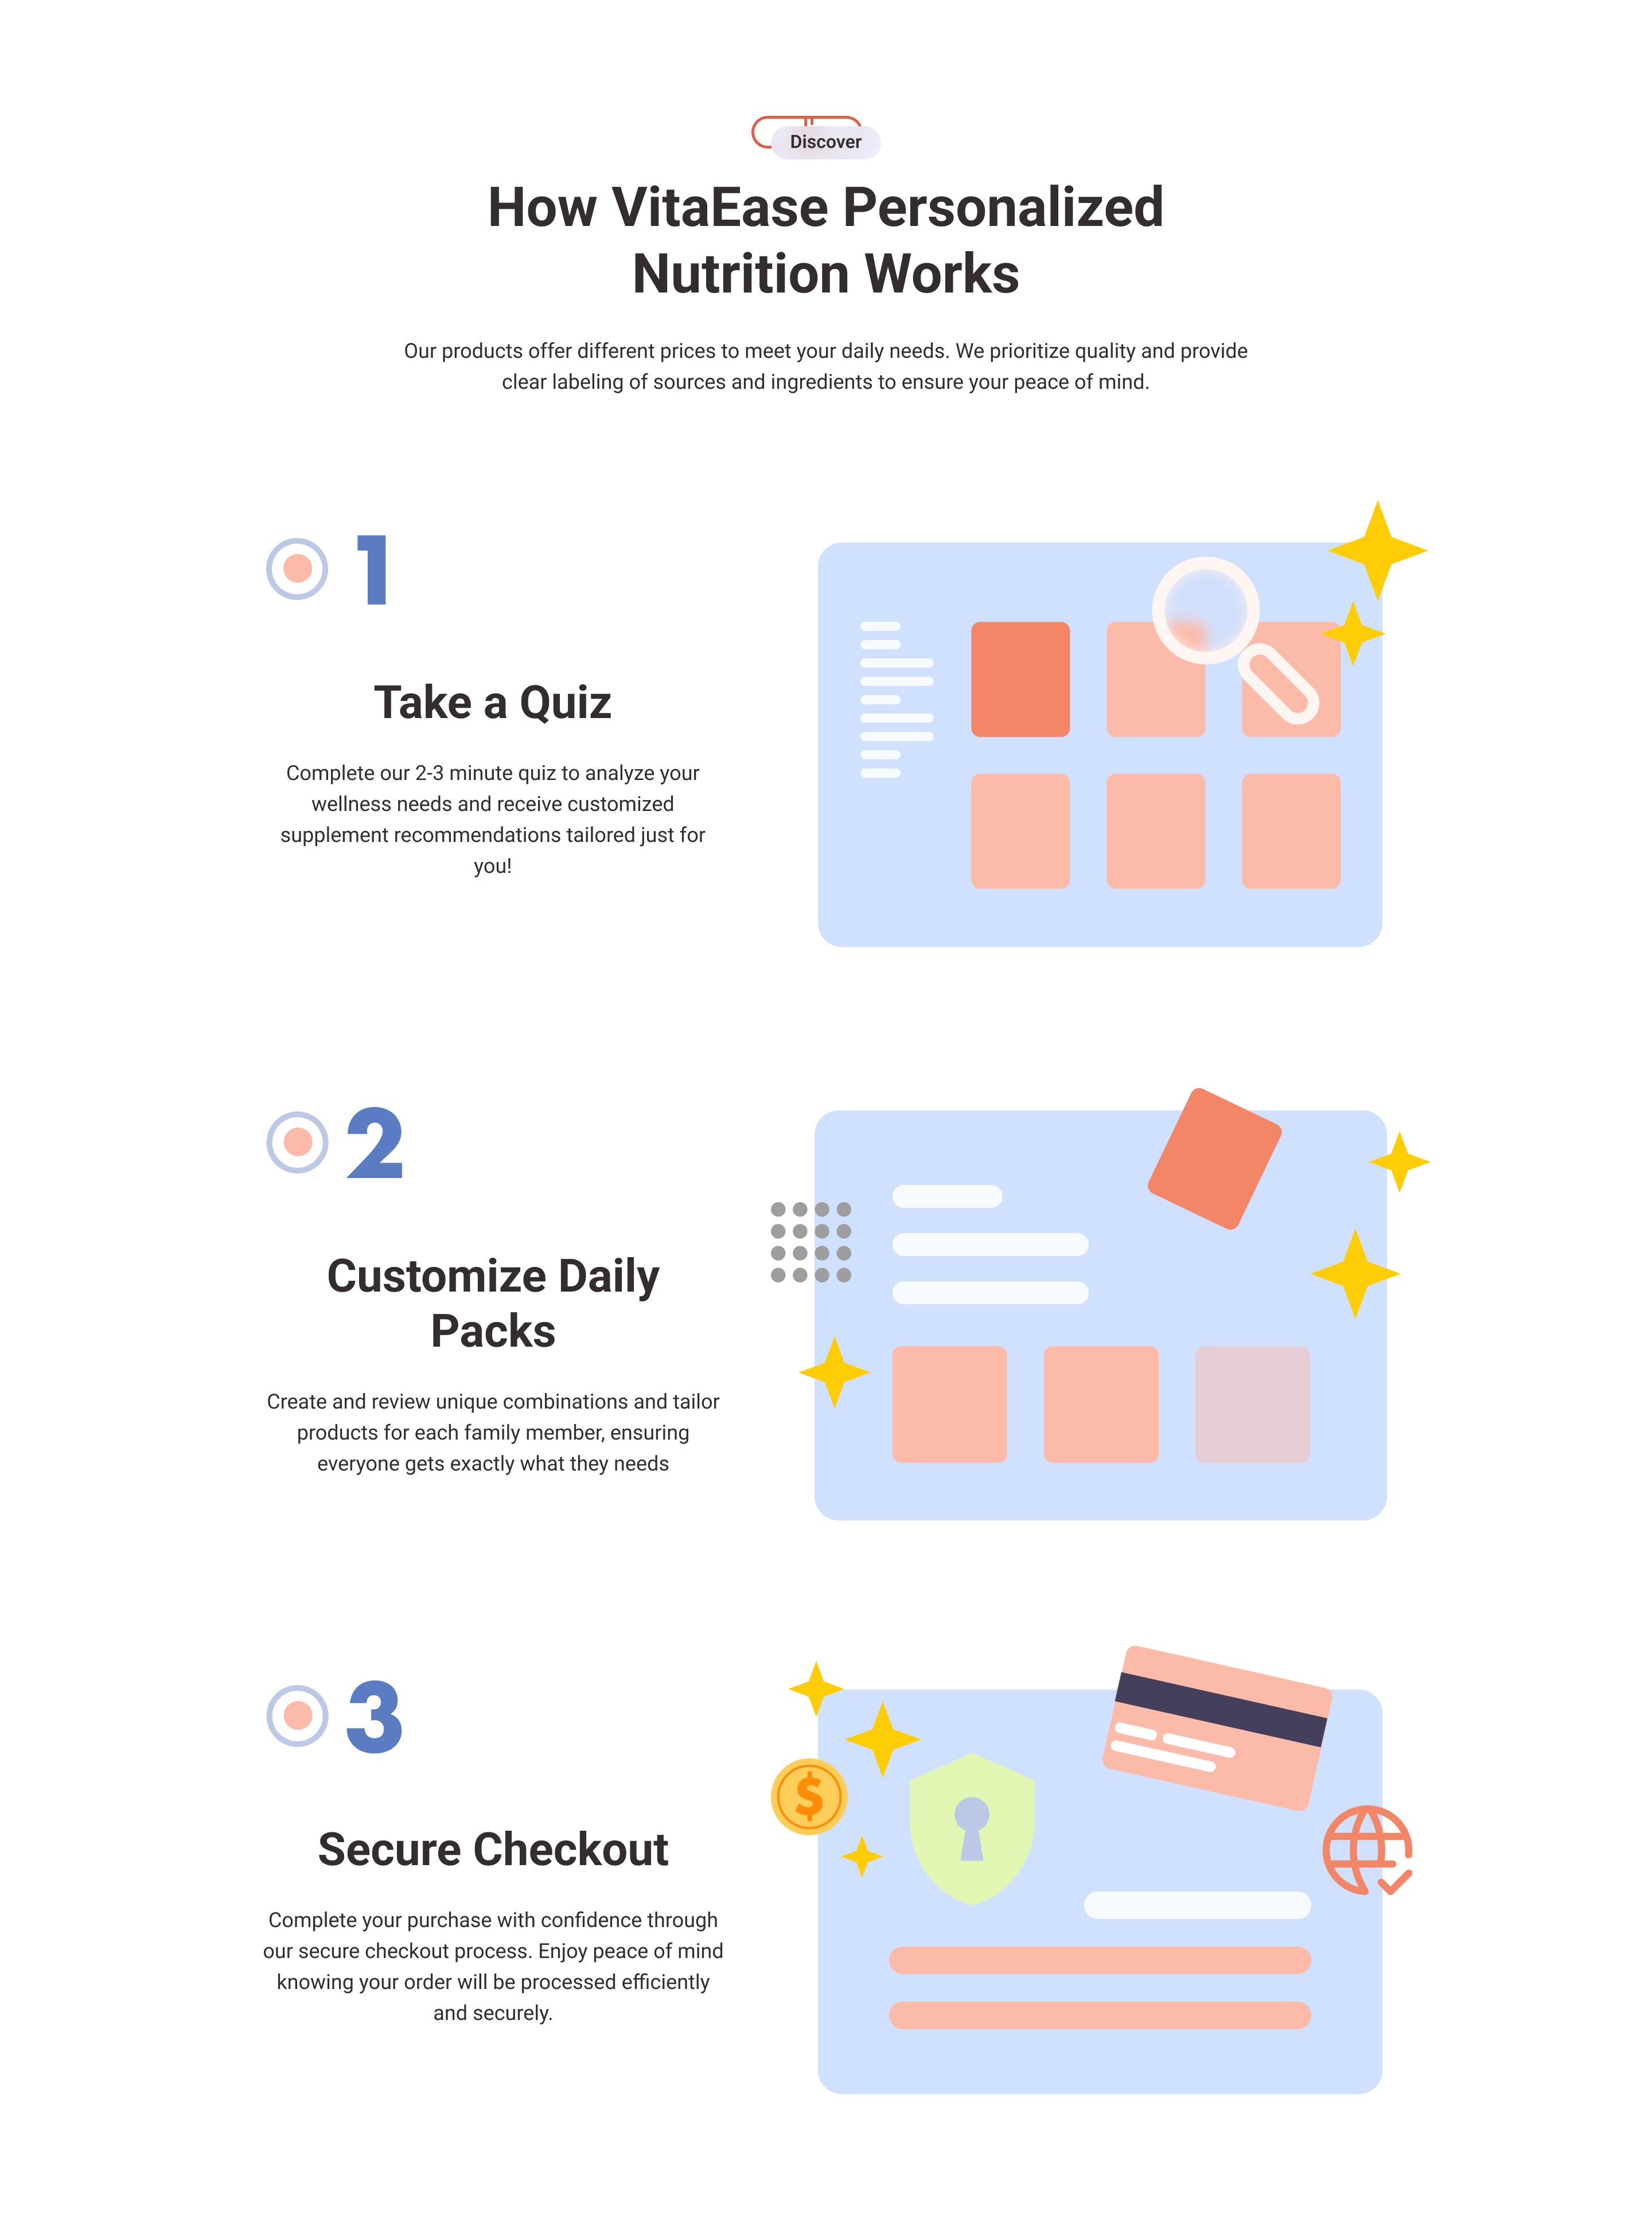 Discover
How VitaEase Personalized
Nutrition Works
Our products offer different prices to meet your daily needs. We prioritize quality and provide
clear labeling of sources and ingredients to ensure your peace of mind.
1
Take a Quiz
Complete our 2-3 minute quiz to analyze your
wellness needs and receive customized
supplement recommendations tailored just for
you!
2
Customize Daily
Packs
Create and review unique combinations and tailor
products for each family member, ensuring
everyone gets exactly what they needs
3
$
Secure Checkout
Complete your purchase with confidence through
our secure checkout process. Enjoy peace of mind
knowing your order will be processed efficiently
and securely.